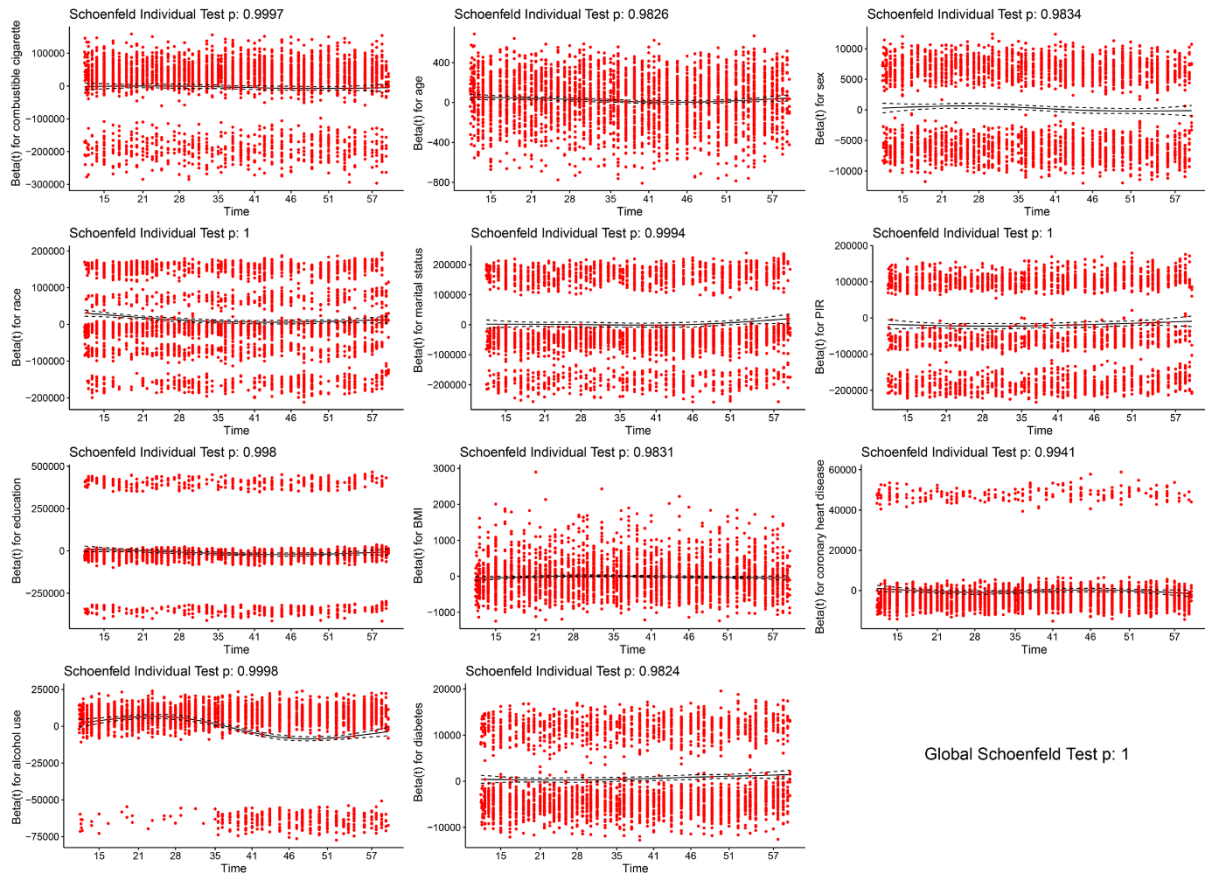 Schoenfeld Individual Test p: 0.9997
Beta(t) for combustible cigarette
100000
0
−100000
−200000
−300000
15 21 28 35 41 46 51 57
Time
Schoenfeld Individual Test p: 0.9826
Beta(t) for age
400
0
−400
−800
15 21 28 35 41 46 51 57
Time
Schoenfeld Individual Test p: 0.9834
Beta(t) for sex
10000
5000
0
−5000
−10000
15 21 28 35 41 46 51 57
Time
Schoenfeld Individual Test p: 1
Beta(t) for race
200000
100000
0
−100000
−200000
15 21 28 35 41 46 51 57
Time
Schoenfeld Individual Test p: 0.9994
Beta(t) for marital status
200000
100000
0
−100000
−200000
15 21 28 35 41 46 50 57
Time
Schoenfeld Individual Test p: 1
Beta(t) for PIR
200000
100000
0
−100000
−200000
15 21 28 35 41 46 50 57
Time
Schoenfeld Individual Test p: 0.998
Beta(t) for education
500000
250000
0
−250000
15 21 28 35 41 46 51 57
Time
Schoenfeld Individual Test p: 0.9831
Beta(t) for BMI
3000
2000
1000
0
−1000
15 21 28 35 41 46 51 57
Time
Schoenfeld Individual Test p: 0.9941
Beta(t) for coronary heart disease
60000
40000
20000
0
15 21 28 35 41 46 50 57
Time
Schoenfeld Individual Test p: 0.9998
Beta(t) for alcohol use
25000
0
−25000
−50000
−75000
15 21 28 35 41 46 51 57
Time
Schoenfeld Individual Test p: 0.9824
Beta(t) for diabetes
20000
10000
0
−10000
15 21 28 35 41 46 51 57
Time
Global Schoenfeld Test p: 1